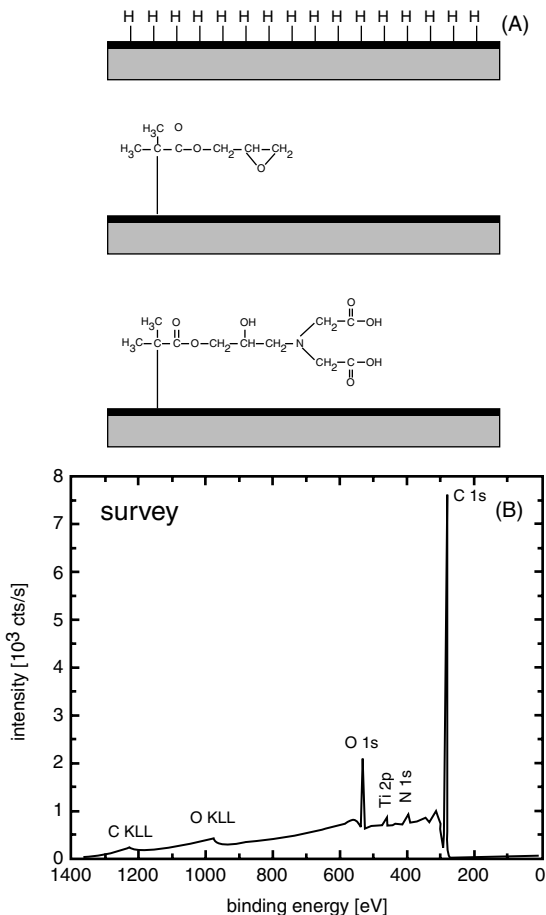 H H H H H H H H H H H H H H H H (A)
H₃C O
H₃C—C—C—O—CH₂—CH—CH₂
O
O
H₃C O OH CH₂—C—OH
H₃C—C—C—O—CH₂—CH—CH₂—N
CH₂—C—OH
O
8
7
6
5
4
3
2
1
0
survey
(B)
C 1s
O 1s
Ti 2p
N 1s
O KLL
C KLL
intensity [10³ cts/s]
1400 1200 1000 800 600 400 200 0
binding energy [eV]